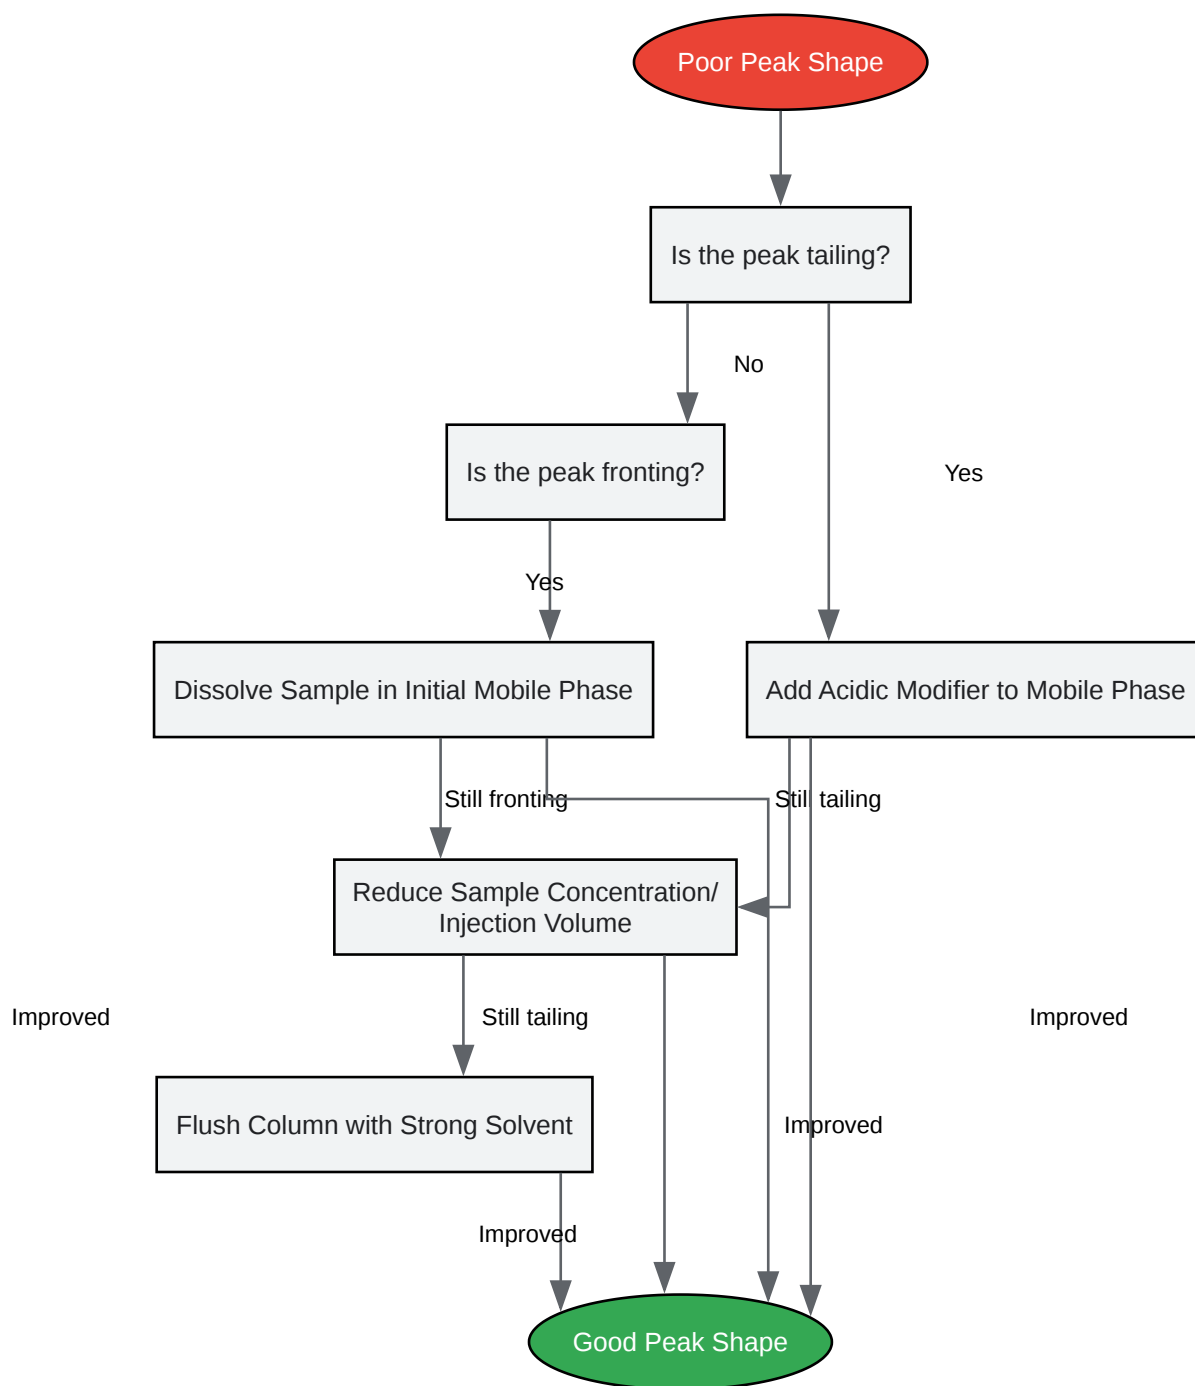 Poor Peak Shape
Is the peak tailing?
No
Is the peak fronting?
Yes
Yes
Dissolve Sample in Initial Mobile Phase
Add Acidic Modifier to Mobile Phase
Still fronting
Still tailing
Reduce Sample Concentration/
Injection Volume
Improved
Still tailing
Improved
Flush Column with Strong Solvent
Improved
Improved
Good Peak Shape